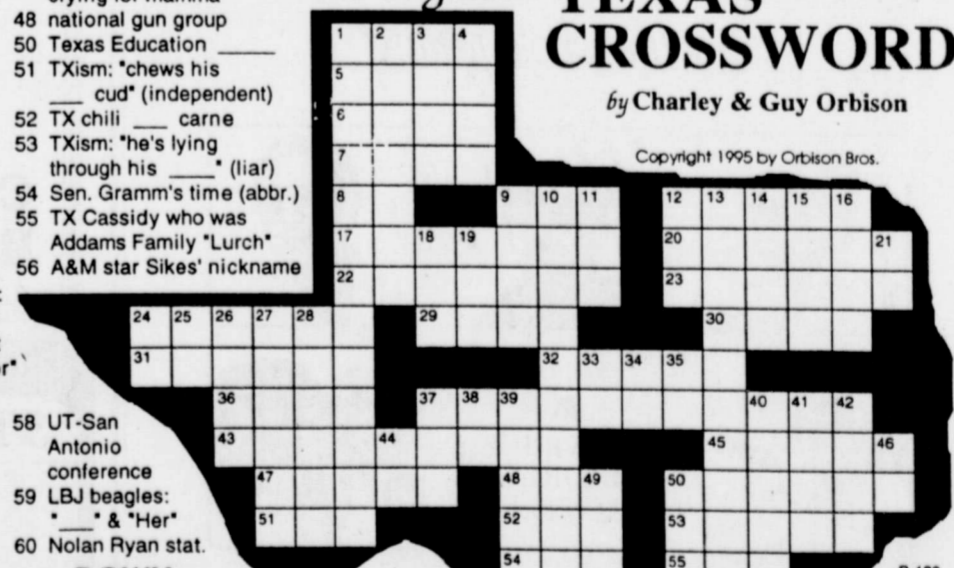 48 national gun group
50 Texas Education ____
51 TXism: "chews his
___ cud" (independent)
52 TX chili ___ carne
53 TXism: "he's lying
through his ____" (liar)
54 Sen. Gramm's time (abbr.)
55 TX Cassidy who was
Addams Family "Lurch"
56 A&M star Sikes' nickname
58 UT-San
Antonio
conference
59 LBJ beagles:
"___" & "Her"
60 Nolan Ryan stat.
TEXAS
CROSSWORD
by Charley & Guy Orbison
Copyright 1995 by Orbison Bros.
1 2 3 4
5
6
7
8 9 10 11 12 13 14 15 16
17 18 19 20 21
22 23
24 25 26 27 28 29 30
31 32 33 34 35
36 37 38 39 40 41 42
43 44 45 46
47 48 49 50
51 52 53
54 55